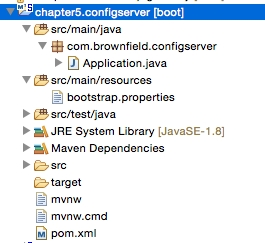 chapter5.configserver [boot]
src/main/java
com.brownfield.configserver
Application.java
src/main/resources
bootstrap.properties
src/test/java
JRE System Library [JavaSE-1.8]
Maven Dependencies
src
target
mvnw
mvnw.cmd
pom.xml